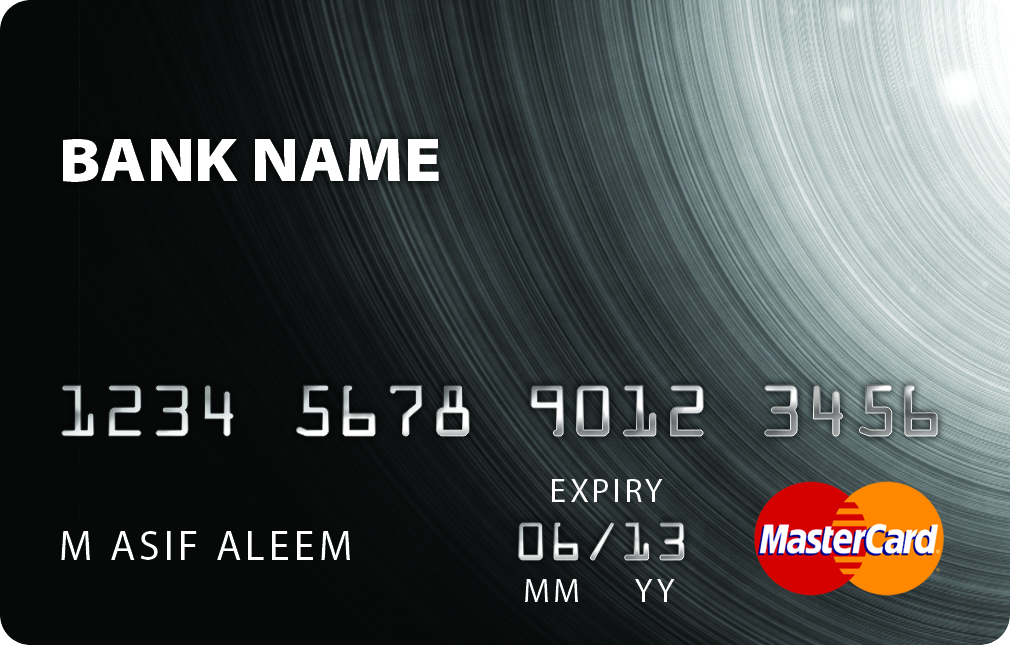 BANK NAME
1234 5678 9012 3456
EXPIRY
M ASIF ALEEM 06/13
MM YY
MasterCard